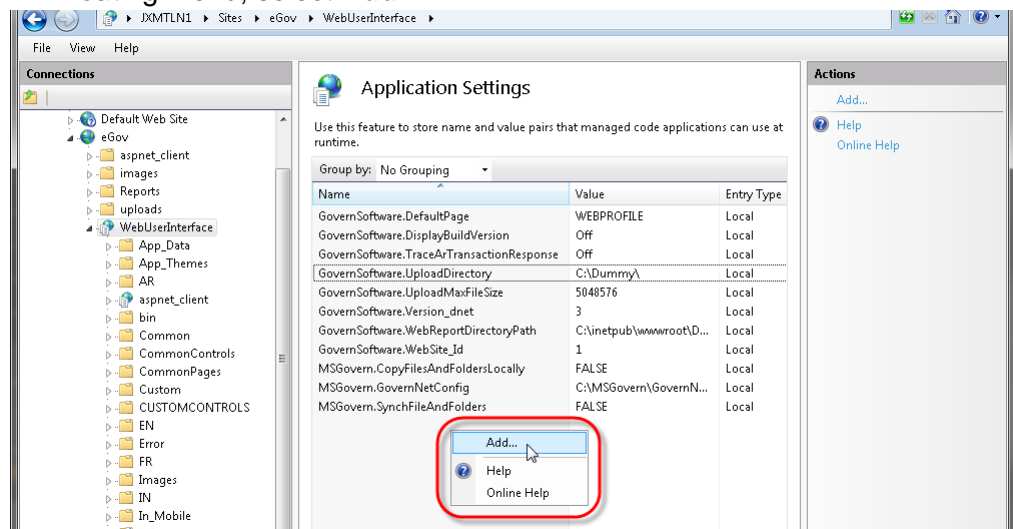 JXMTLN1 ▸ Sites ▸ eGov ▸ WebUserInterface ▸
File View Help
Connections
Default Web Site
eGov
aspnet_client
images
Reports
uploads
WebUserInterface
App_Data
App_Themes
AR
aspnet_client
bin
Common
CommonControls
CommonPages
Custom
CUSTOMCONTROLS
EN
Error
FR
Images
IN
In_Mobile
Application Settings
Use this feature to store name and value pairs that managed code applications can use at
runtime.
Group by: No Grouping
Name Value Entry Type
GovernSoftware.DefaultPage WEBPROFILE Local
GovernSoftware.DisplayBuildVersion Off Local
GovernSoftware.TraceArTransactionResponse Off Local
GovernSoftware.UploadDirectory C:\Dummy\ Local
GovernSoftware.UploadMaxFileSize 5048576 Local
GovernSoftware.Version_dnet 3 Local
GovernSoftware.WebReportDirectoryPath C:\inetpub\wwwroot\D... Local
GovernSoftware.WebSite_Id 1 Local
MSGovern.CopyFilesAndFoldersLocally FALSE Local
MSGovern.GovernNetConfig C:\MSGovern\GovernN... Local
MSGovern.SynchFileAndFolders FALSE Local
Add...
Help
Online Help
Actions
Add...
Help
Online Help